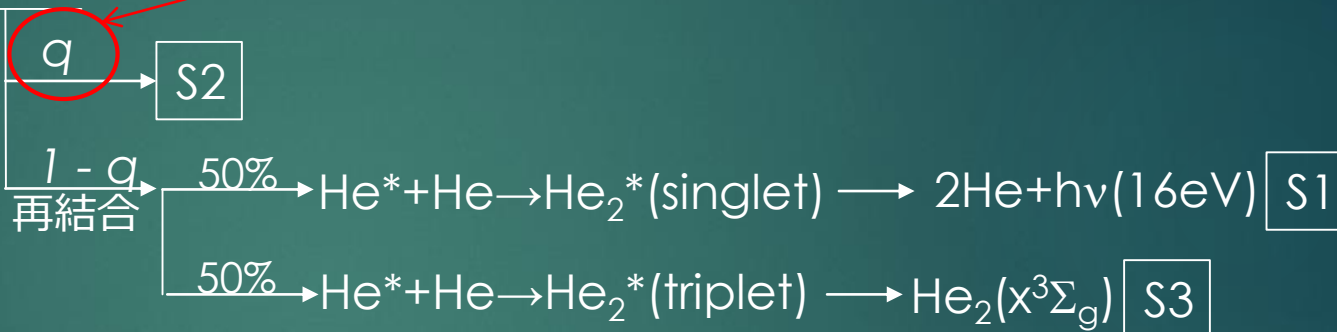 q
S2
1 - q 50% He*+He→He₂*(singlet) → 2He+hν(16eV) S1
再結合
50% He*+He→He₂*(triplet) → He₂(x³Σg) S3